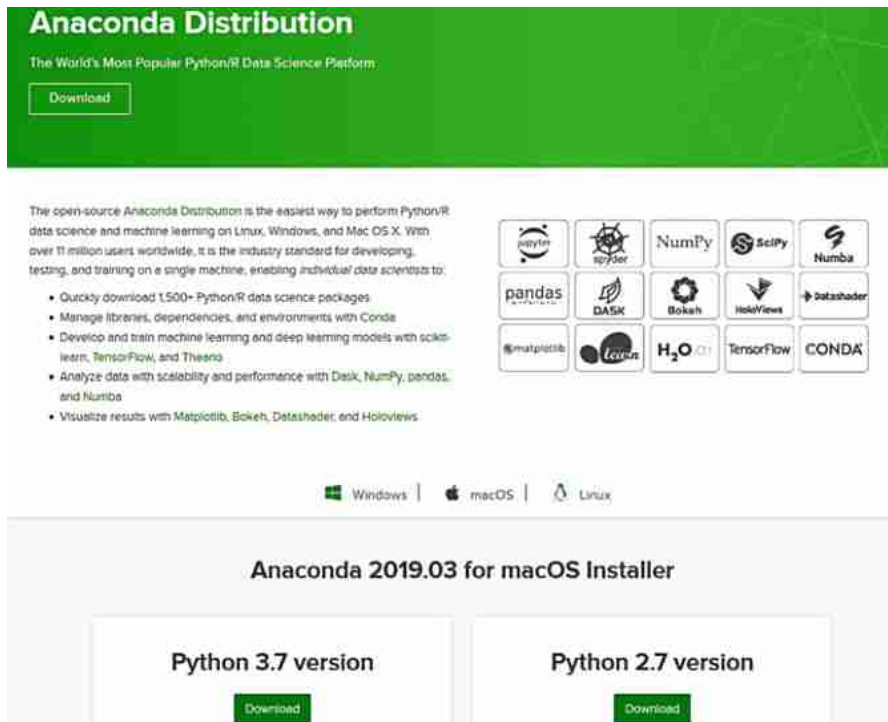 Anaconda Distribution
The World's Most Popular Python/R Data Science Platform
Download
The open-source Anaconda Distribution is the easiest way to perform Python/R
data science and machine learning on Linux, Windows, and Mac OS X. With
over 11 million users worldwide, it is the industry standard for developing,
testing, and training on a single machine, enabling individual data scientists to:
• Quickly download 1,500+ Python/R data science packages
• Manage libraries, dependencies, and environments with Conda
• Develop and train machine learning and deep learning models with scikit-
learn, TensorFlow, and Theano
• Analyze data with scalability and performance with Dask, NumPy, pandas,
and Numba
• Visualize results with Matplotlib, Bokeh, Datashader, and Holoviews
jupyter spyder NumPy SciPy Numba
pandas DASK Bokeh HoloViews Datashader
matplotlib learn H2O TensorFlow CONDA
Windows | macOS | Linux
Anaconda 2019.03 for macOS Installer
Python 3.7 version
Download
Python 2.7 version
Download